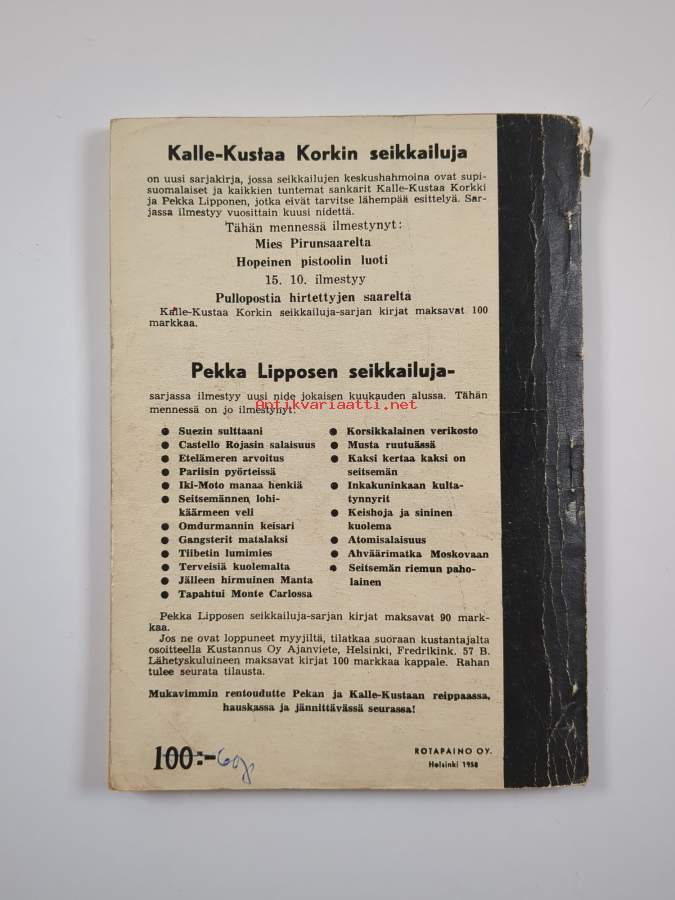 Kalle-Kustaa Korkin seikkailuja
on uusi sarjakirja, jossa seikkailujen keskushahmoina ovat supi-
suomalaiset ja kaikkien tuntemat sankarit Kalle-Kustaa Korkki
ja Pekka Lipponen, jotka eivät tarvitse lähempää esittelyä. Sar-
jassa ilmestyy vuosittain kuusi nidettä.
Tähän mennessä ilmestynyt:
Mies Pirunsaarelta
Hopeinen pistoolin luoti
15. 10. ilmestyy
Pullopostia hirtettyjen saarelta
Kalle-Kustaa Korkin seikkailuja-sarjan kirjat maksavat 100
markkaa.
Pekka Lipposen seikkailuja-
sarjassa ilmestyy uusi nide jokaisen kuukauden alussa. Tähän
mennessä on jo ilmestynyt:
Antikvariaatti.net
● Suezin sulttaani
● Castello Rojasin salaisuus
● Etelämeren arvoitus
● Pariisin pyörteissä
● Iki-Moto manaa henkiä
● Seitsemännen lohi-
käärmeen veli
● Omdurmannin keisari
● Gangsterit matalaksi
● Tiibetin lumimies
● Terveisiä kuolemalta
● Jälleen hirmuinen Manta
● Tapahtui Monte Carlossa
● Korsikkalainen verikosto
● Musta ruutuässä
● Kaksi kertaa kaksi on
seitsemän
● Inkakuninkaan kulta-
tynnyrit
● Keishoja ja sininen
kuolema
● Atomisalaisuus
● Ahväärimatka Moskovaan
● Seitsemän riemun paho-
lainen
Pekka Lipposen seikkailuja-sarjan kirjat maksavat 90 mark-
kaa.
Jos ne ovat loppuneet myyjiltä, tilatkaa suoraan kustantajalta
osoitteella Kustannus Oy Ajanviete, Helsinki, Fredrikink. 57 B.
Lähetyskuluineen maksavat kirjat 100 markkaa kappale. Rahan
tulee seurata tilausta.
Mukavimmin rentoudutte Pekan ja Kalle-Kustaan reippaassa,
hauskassa ja jännittävässä seurassa!
100:-
ROTAPAINO OY.
Helsinki 1958